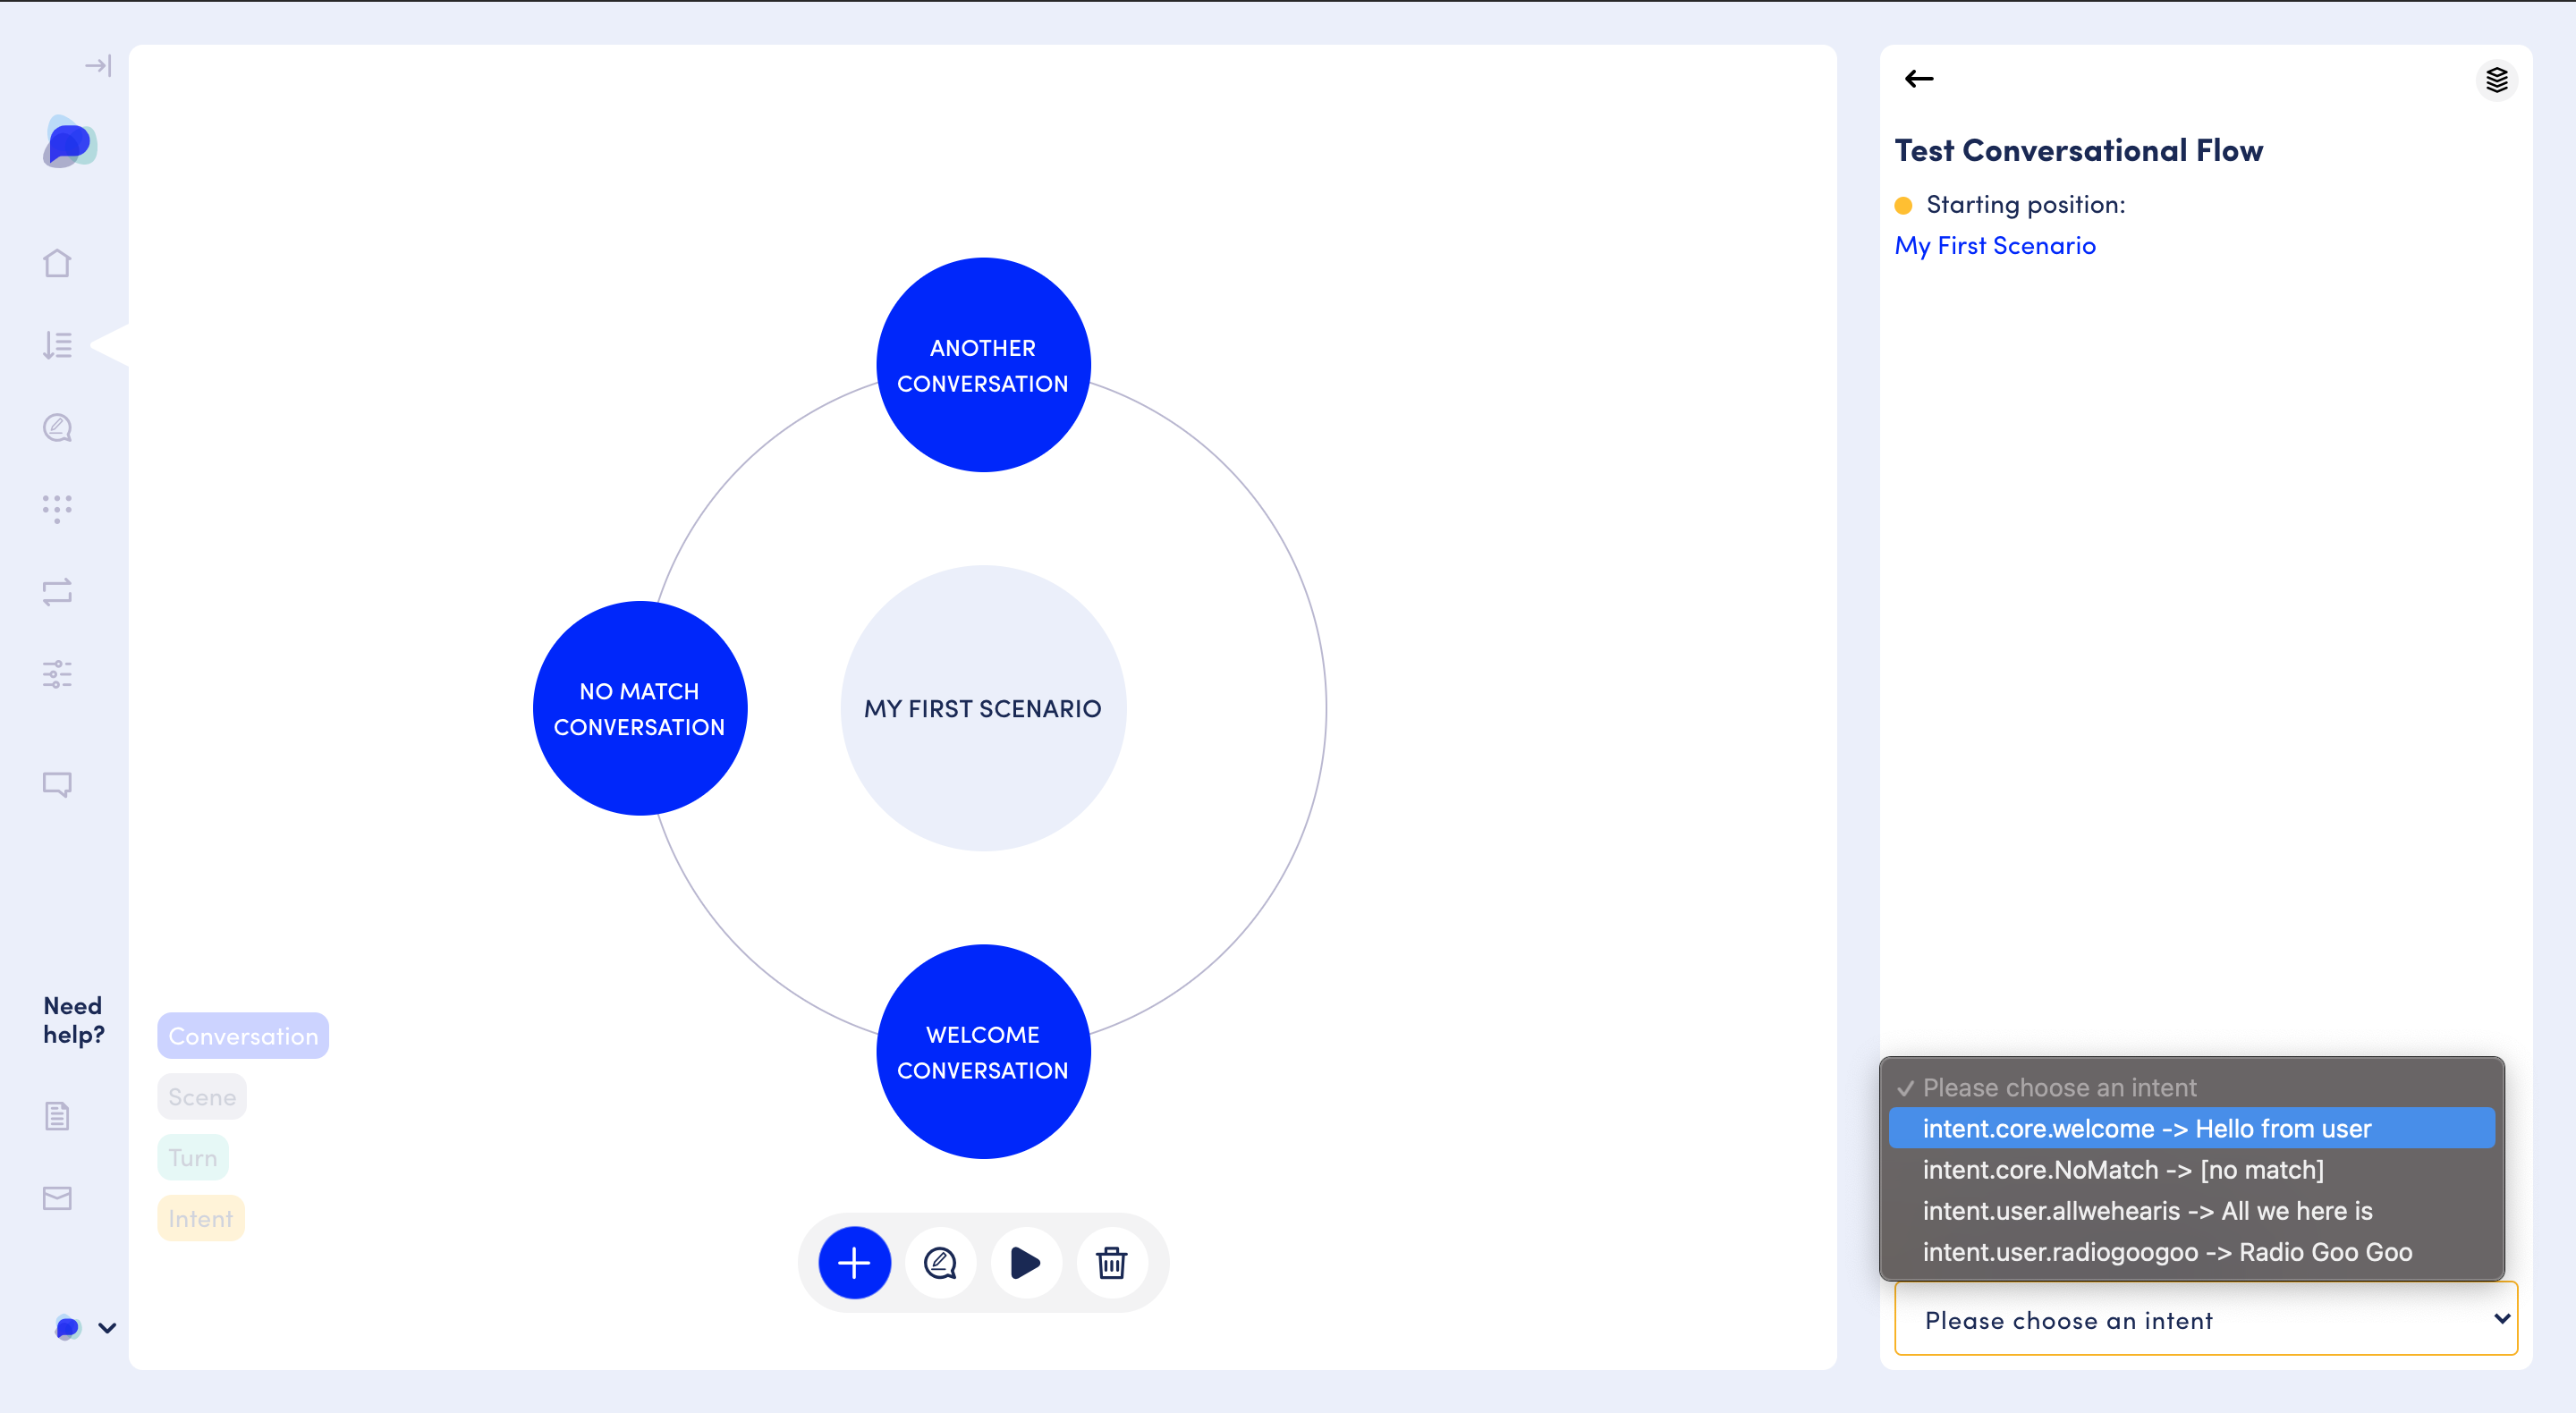 Need
help?
ANOTHER
CONVERSATION
NO MATCH
CONVERSATION
MY FIRST SCENARIO
WELCOME
CONVERSATION
Conversation
Scene
Turn
Intent
Test Conversational Flow
Starting position:
My First Scenario
Please choose an intent
intent.core.welcome -> Hello from user
intent.core.NoMatch -> [no match]
intent.user.allwehearis -> All we here is
intent.user.radiogoogoo -> Radio Goo Goo
Please choose an intent